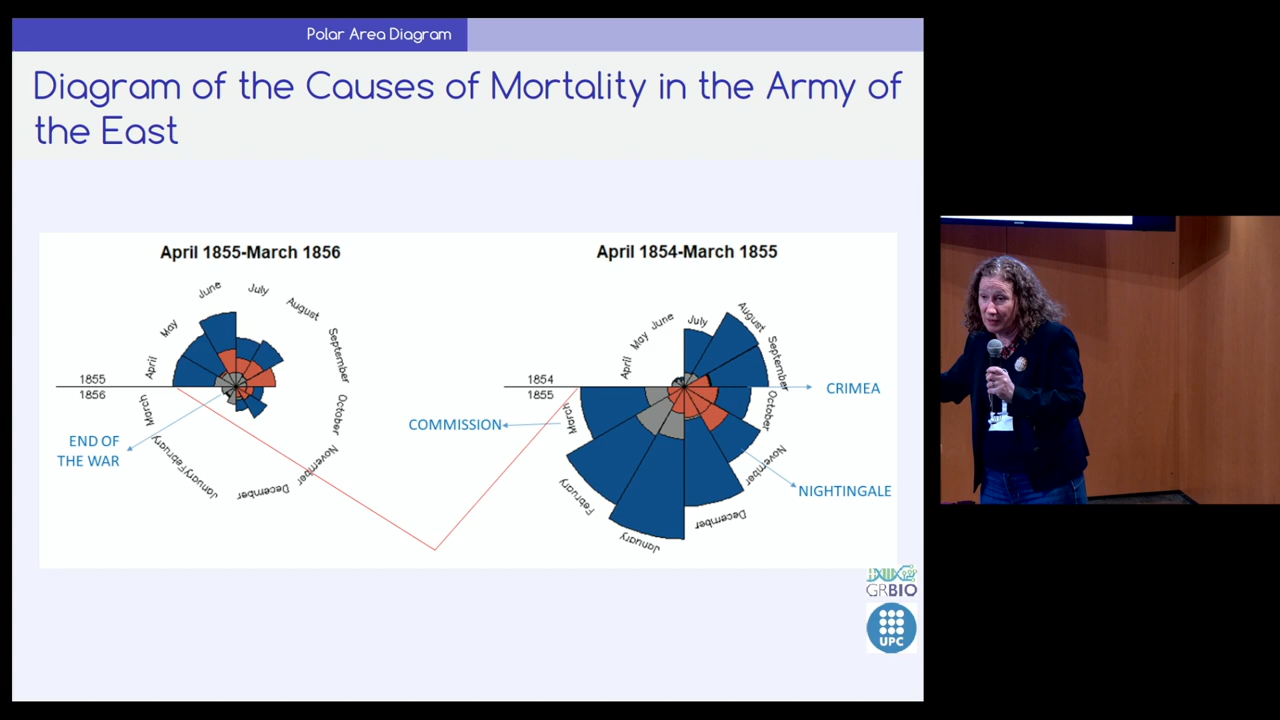 Polar Area Diagram
Diagram of the Causes of Mortality in the Army of
the East
April 1855-March 1856
April
May
June
July
August
September
October
November
December
January
February
March
1855
1856
END OF
THE WAR
April 1854-March 1855
April
May
June
July
August
September
October
November
December
January
February
March
1854
1855
COMMISSION
CRIMEA
NIGHTINGALE
GRBIO
UPC